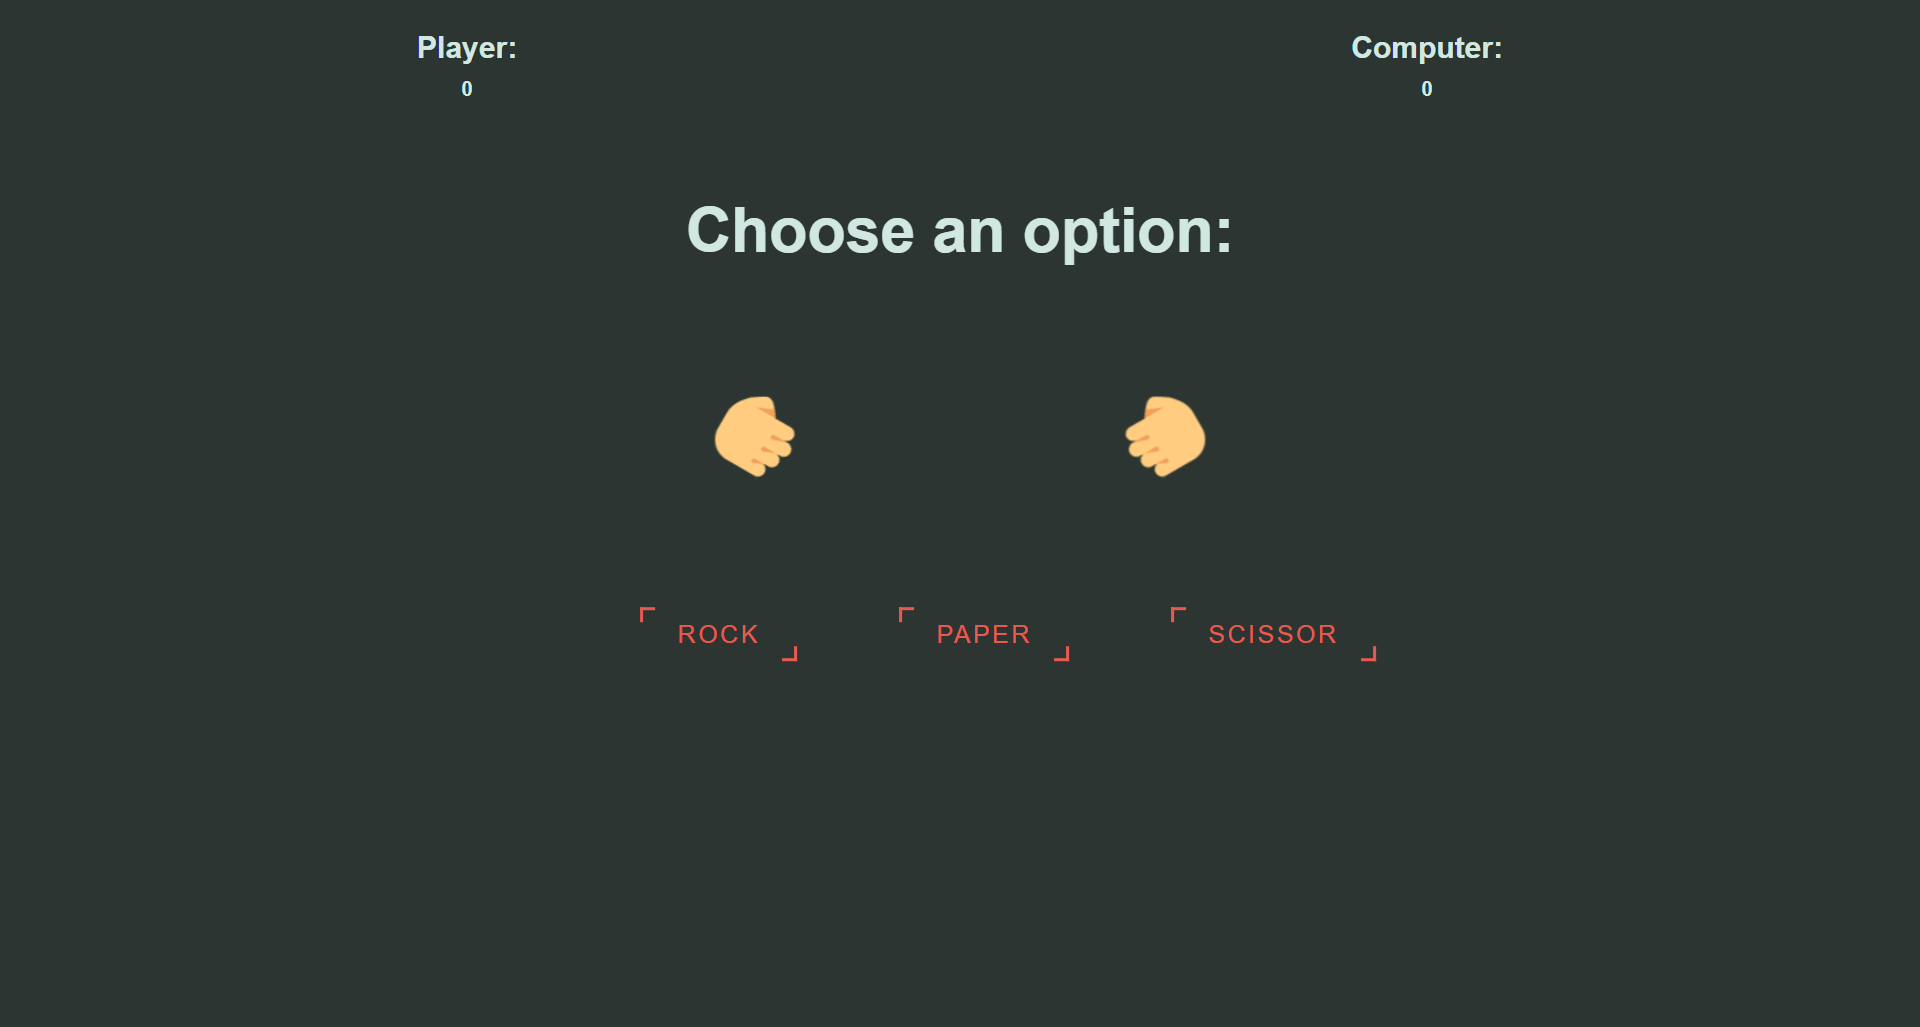 Player:
0
Computer:
0
Choose an option:
ROCK
PAPER
SCISSOR